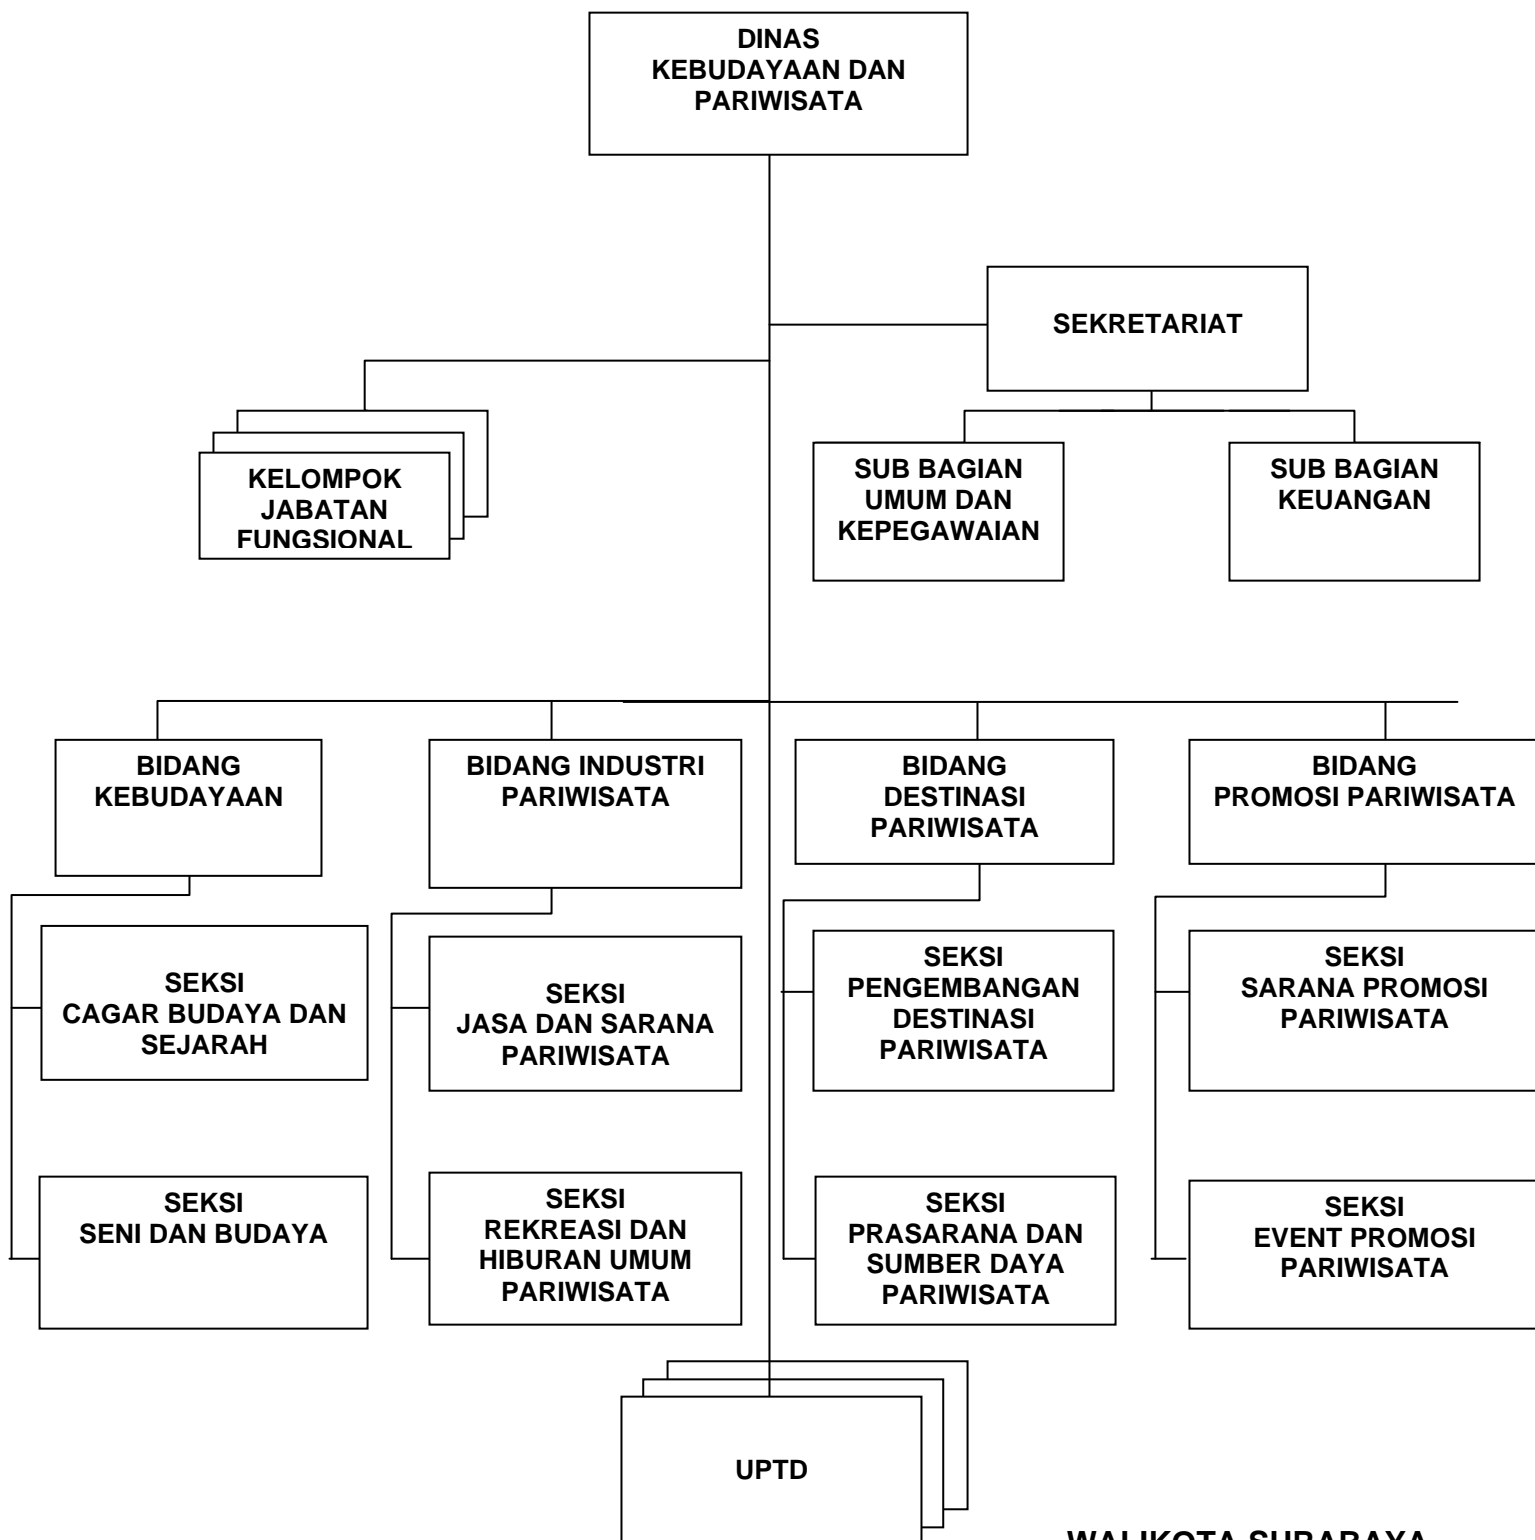 DINAS
KEBUDAYAAN DAN
PARIWISATA
SEKRETARIAT
KELOMPOK
JABATAN
FUNGSIONAL
SUB BAGIAN
UMUM DAN
KEPEGAWAIAN
SUB BAGIAN
KEUANGAN
BIDANG
KEBUDAYAAN
BIDANG INDUSTRI
PARIWISATA
BIDANG
DESTINASI
PARIWISATA
BIDANG
PROMOSI PARIWISATA
SEKSI
CAGAR BUDAYA DAN
SEJARAH
SEKSI
JASA DAN SARANA
PARIWISATA
SEKSI
PENGEMBANGAN
DESTINASI
PARIWISATA
SEKSI
SARANA PROMOSI
PARIWISATA
SEKSI
SENI DAN BUDAYA
SEKSI
REKREASI DAN
HIBURAN UMUM
PARIWISATA
SEKSI
PRASARANA DAN
SUMBER DAYA
PARIWISATA
SEKSI
EVENT PROMOSI
PARIWISATA
UPTD
WALIKOTA SURABAYA